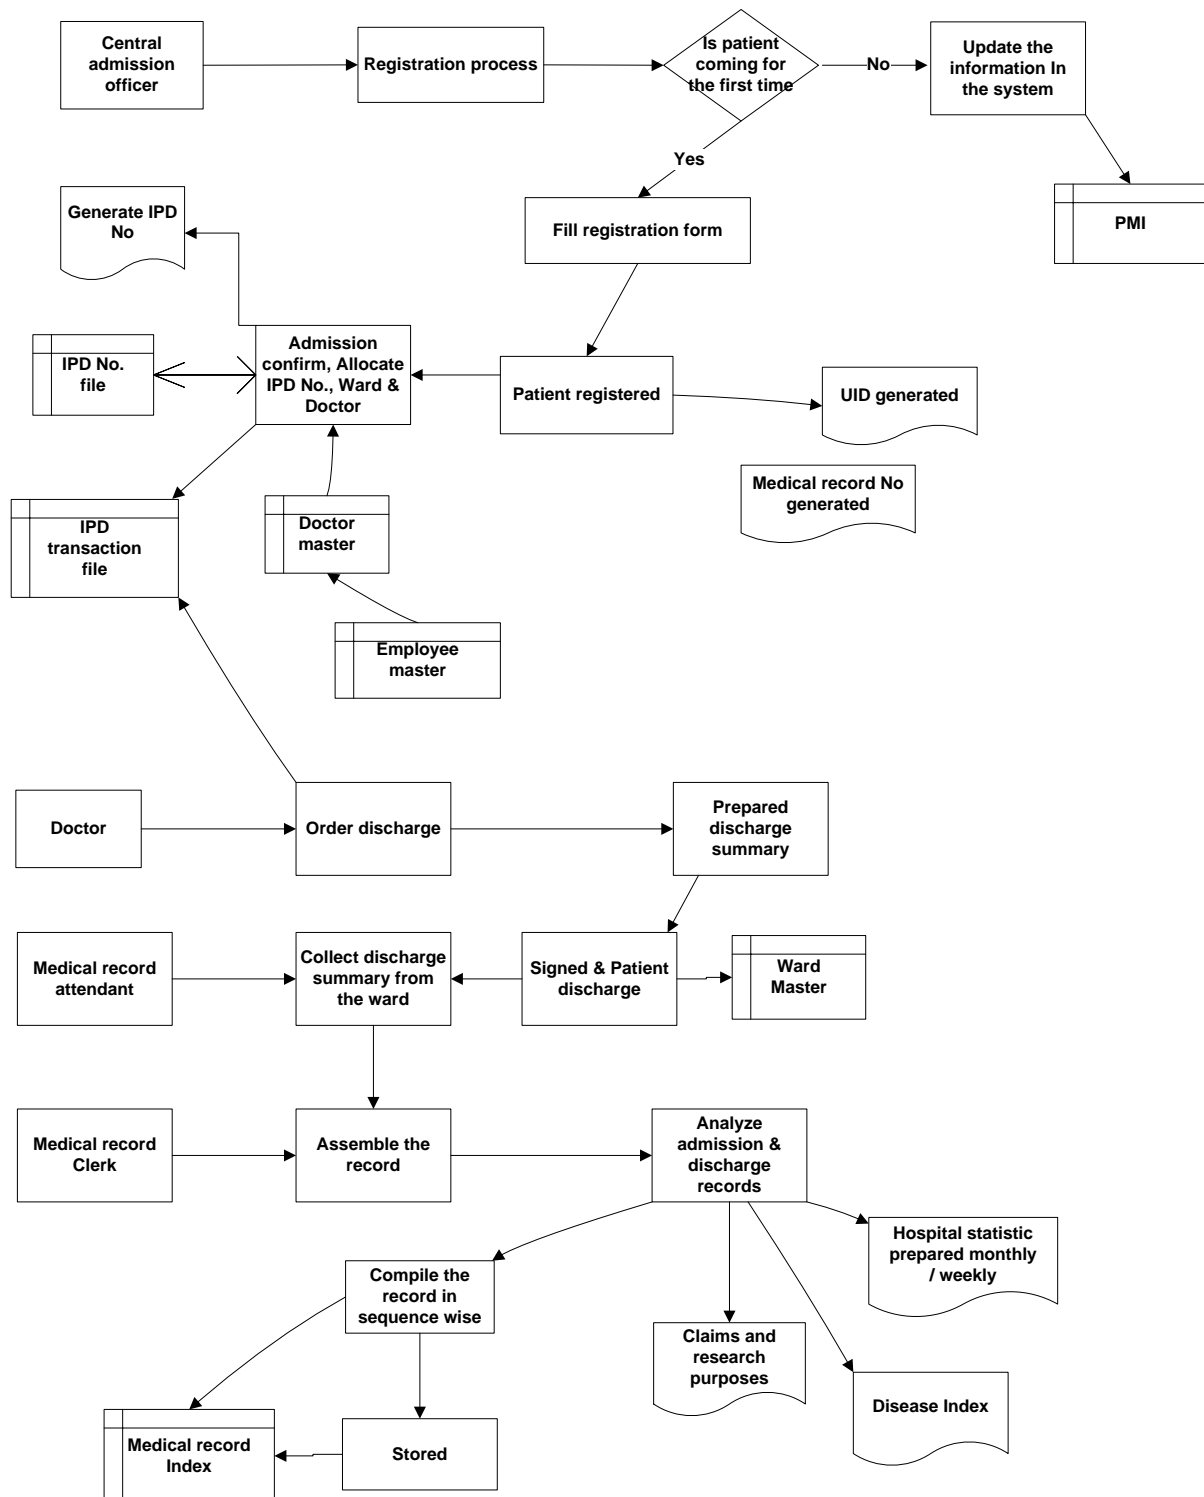 Central
admission
officer
Registration process
Is patient
coming for
the first time
No
Update the
information In
the system
Yes
Generate IPD
No
Fill registration form
PMI
IPD No.
file
Admission
confirm, Allocate
IPD No., Ward &
Doctor
Patient registered
UID generated
Medical record No
generated
IPD
transaction
file
Doctor
master
Employee
master
Doctor
Order discharge
Prepared
discharge
summary
Medical record
attendant
Collect discharge
summary from
the ward
Signed & Patient
discharge
Ward
Master
Medical record
Clerk
Assemble the
record
Analyze
admission &
discharge
records
Hospital statistic
prepared monthly
/ weekly
Compile the
record in
sequence wise
Claims and
research
purposes
Disease Index
Medical record
Index
Stored